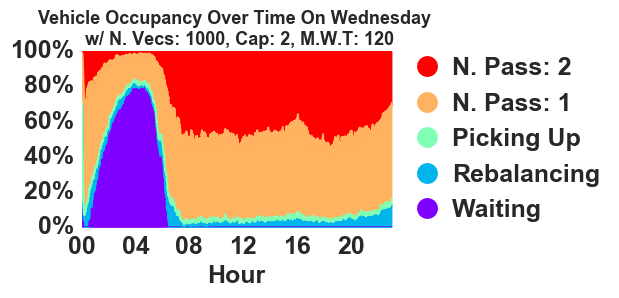 Vehicle Occupancy Over Time On Wednesday
w/ N. Vecs: 1000, Cap: 2, M.W.T: 120
100%
80%
60%
40%
20%
0%
00 04 08 12 16 20
Hour
N. Pass: 2
N. Pass: 1
Picking Up
Rebalancing
Waiting